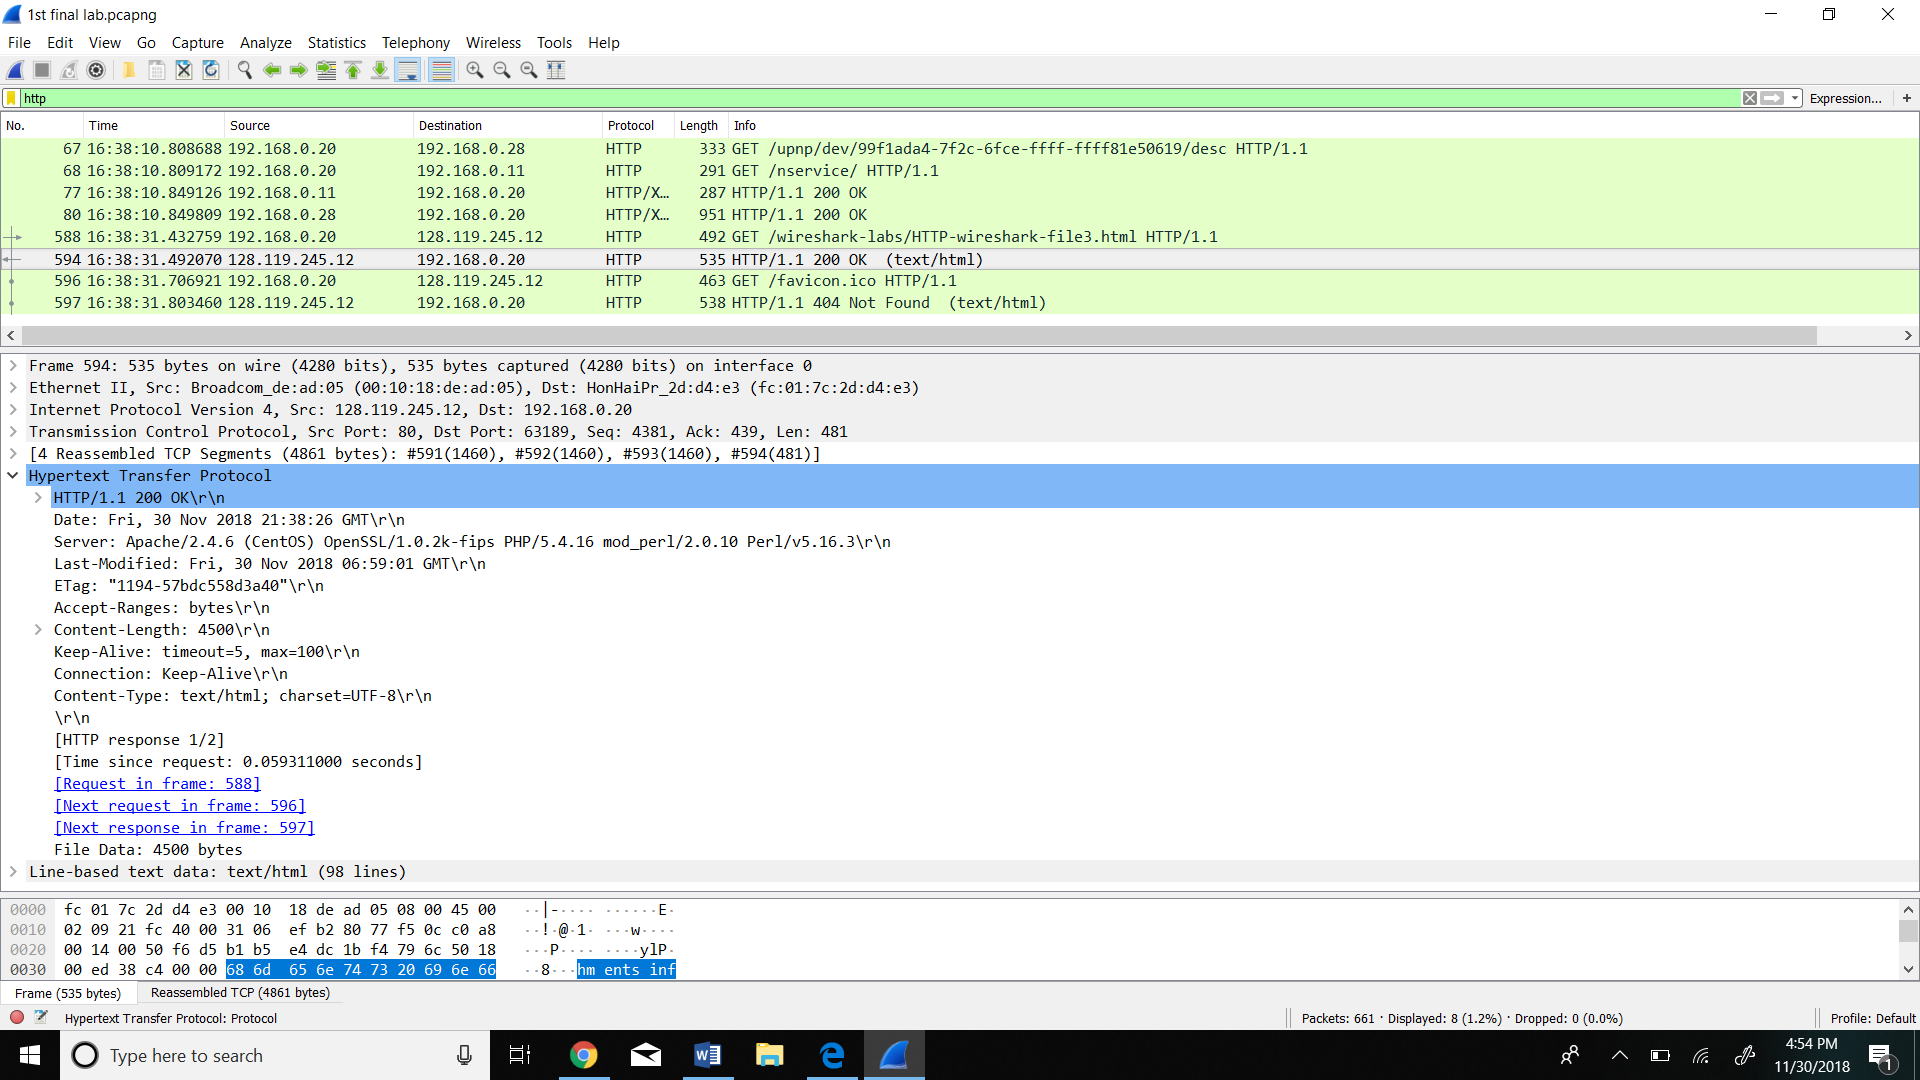 1st final lab.pcapng
File Edit View Go Capture Analyze Statistics Telephony Wireless Tools Help
http Expression... +
No. Time Source Destination Protocol Length Info
67 16:38:10.808688 192.168.0.20 192.168.0.28 HTTP 333 GET /upnp/dev/99f1ada4-7f2c-6fce-ffff-ffff81e50619/desc HTTP/1.1
68 16:38:10.809172 192.168.0.20 192.168.0.11 HTTP 291 GET /nservice/ HTTP/1.1
77 16:38:10.849126 192.168.0.11 192.168.0.20 HTTP/X... 287 HTTP/1.1 200 OK
80 16:38:10.849809 192.168.0.28 192.168.0.20 HTTP/X... 951 HTTP/1.1 200 OK
588 16:38:31.432759 192.168.0.20 128.119.245.12 HTTP 492 GET /wireshark-labs/HTTP-wireshark-file3.html HTTP/1.1
594 16:38:31.492070 128.119.245.12 192.168.0.20 HTTP 535 HTTP/1.1 200 OK (text/html)
596 16:38:31.706921 192.168.0.20 128.119.245.12 HTTP 463 GET /favicon.ico HTTP/1.1
597 16:38:31.803460 128.119.245.12 192.168.0.20 HTTP 538 HTTP/1.1 404 Not Found (text/html)
Frame 594: 535 bytes on wire (4280 bits), 535 bytes captured (4280 bits) on interface 0
Ethernet II, Src: Broadcom_de:ad:05 (00:10:18:de:ad:05), Dst: HonHaiPr_2d:d4:e3 (fc:01:7c:2d:d4:e3)
Internet Protocol Version 4, Src: 128.119.245.12, Dst: 192.168.0.20
Transmission Control Protocol, Src Port: 80, Dst Port: 63189, Seq: 4381, Ack: 439, Len: 481
[4 Reassembled TCP Segments (4861 bytes): #591(1460), #592(1460), #593(1460), #594(481)]
Hypertext Transfer Protocol
HTTP/1.1 200 OK\r\n
Date: Fri, 30 Nov 2018 21:38:26 GMT\r\n
Server: Apache/2.4.6 (CentOS) OpenSSL/1.0.2k-fips PHP/5.4.16 mod_perl/2.0.10 Perl/v5.16.3\r\n
Last-Modified: Fri, 30 Nov 2018 06:59:01 GMT\r\n
ETag: "1194-57bdc558d3a40"\r\n
Accept-Ranges: bytes\r\n
Content-Length: 4500\r\n
Keep-Alive: timeout=5, max=100\r\n
Connection: Keep-Alive\r\n
Content-Type: text/html; charset=UTF-8\r\n
\r\n
[HTTP response 1/2]
[Time since request: 0.059311000 seconds]
[Request in frame: 588]
[Next request in frame: 596]
[Next response in frame: 597]
File Data: 4500 bytes
Line-based text data: text/html (98 lines)
0000 fc 01 7c 2d d4 e3 00 10 18 de ad 05 08 00 45 00 ··|-···· ······E·
0010 02 09 21 fc 40 00 31 06 ef b2 80 77 f5 0c c0 a8 ··!·@·1· ···w····
0020 00 14 00 50 f6 d5 b1 b5 e4 dc 1b f4 79 6c 50 18 ···P···· ····ylP·
0030 00 ed 38 c4 00 00 68 6d 65 6e 74 73 20 69 6e 66 ··8···hm ents inf
Frame (535 bytes) Reassembled TCP (4861 bytes)
Hypertext Transfer Protocol: Protocol Packets: 661 · Displayed: 8 (1.2%) · Dropped: 0 (0.0%) Profile: Default
Type here to search
4:54 PM
11/30/2018
1